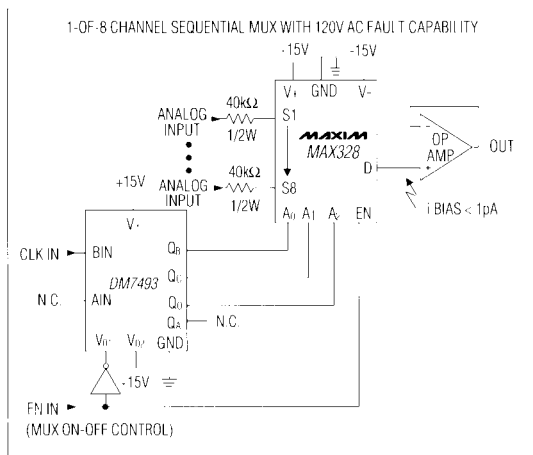 1-OF-8 CHANNEL SEQUENTIAL MUX WITH 120V AC FAULT CAPABILITY
-15V -15V
V+ GND V-
40kΩ
ANALOG INPUT
1/2W
S1
MAXIM
MAX328
D
OP AMP
- +
OUT
40kΩ
ANALOG INPUT
1/2W
S8
i BIAS < 1pA
A0 A1 A2 EN
+15V
V+
CLK IN
BIN
QB
DM7493
QC
N.C.
AIN
QD
QA
N.C.
V01 V02 GND
-15V
EN IN
(MUX ON-OFF CONTROL)